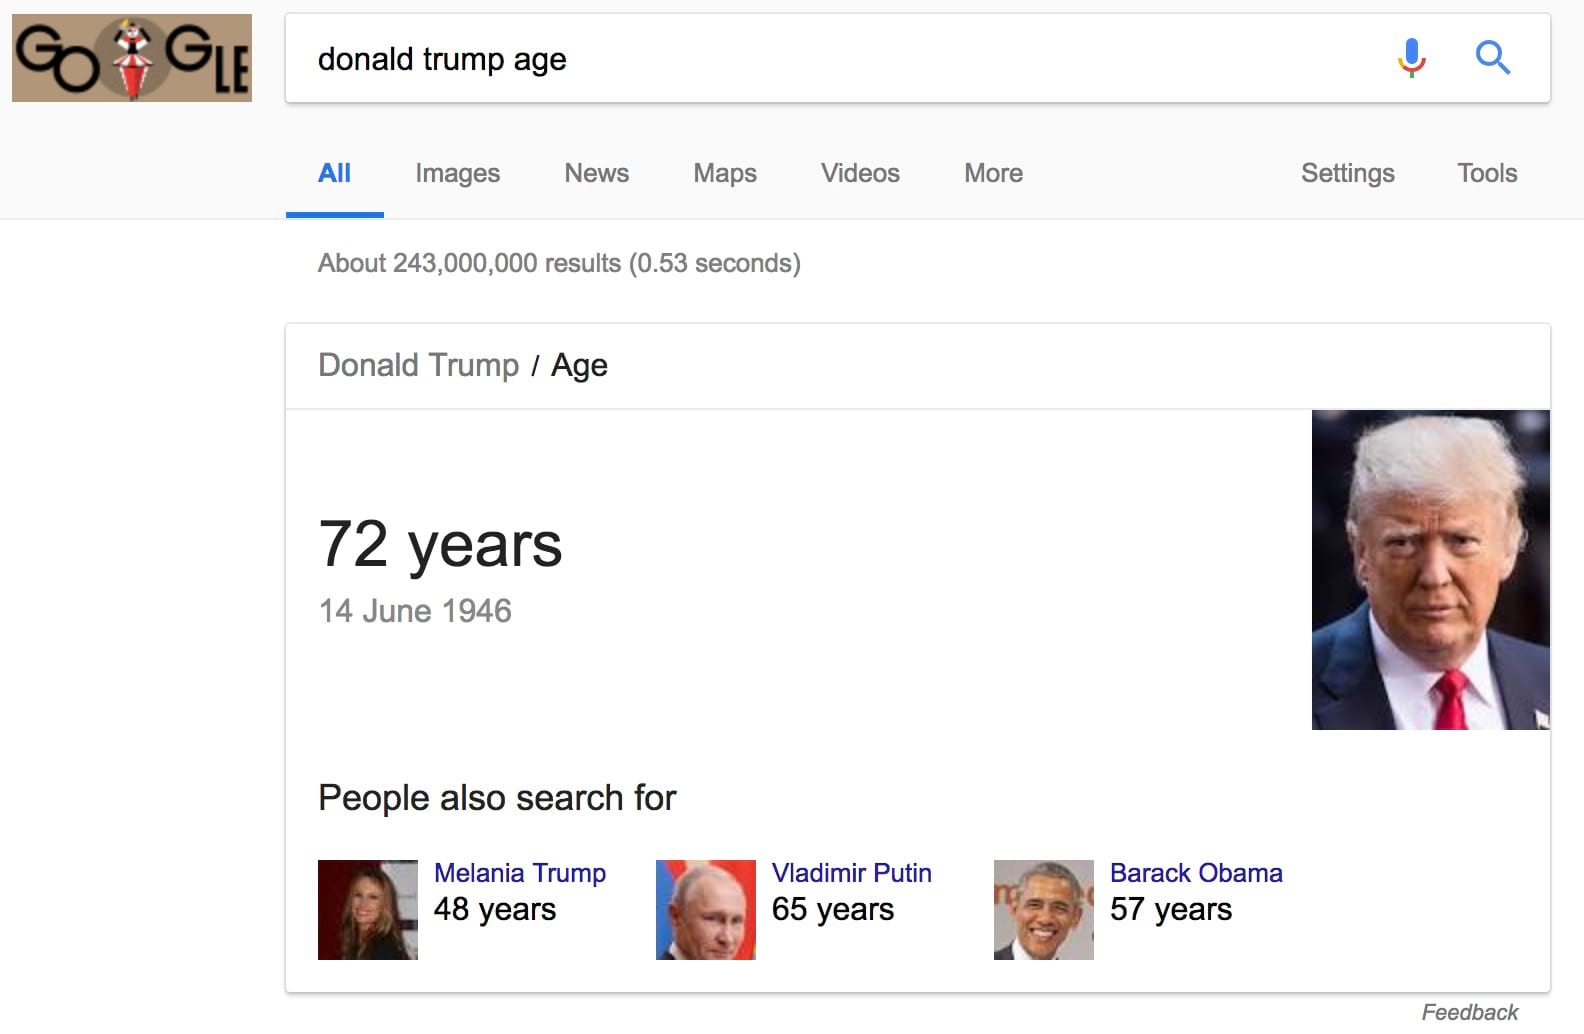 GOOGLE
donald trump age
All Images News Maps Videos More Settings Tools
About 243,000,000 results (0.53 seconds)
Donald Trump / Age
72 years
14 June 1946
People also search for
Melania Trump Vladimir Putin Barack Obama
48 years 65 years 57 years
Feedback